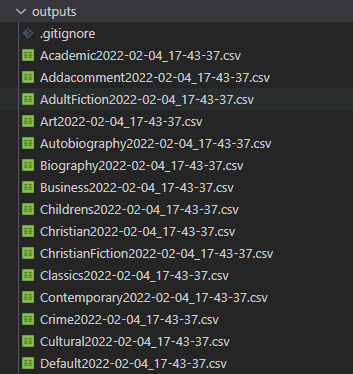 outputs
.gitignore
Academic2022-02-04_17-43-37.csv
Addacomment2022-02-04_17-43-37.csv
AdultFiction2022-02-04_17-43-37.csv
Art2022-02-04_17-43-37.csv
Autobiography2022-02-04_17-43-37.csv
Biography2022-02-04_17-43-37.csv
Business2022-02-04_17-43-37.csv
Childrens2022-02-04_17-43-37.csv
Christian2022-02-04_17-43-37.csv
ChristianFiction2022-02-04_17-43-37.csv
Classics2022-02-04_17-43-37.csv
Contemporary2022-02-04_17-43-37.csv
Crime2022-02-04_17-43-37.csv
Cultural2022-02-04_17-43-37.csv
Default2022-02-04_17-43-37.csv